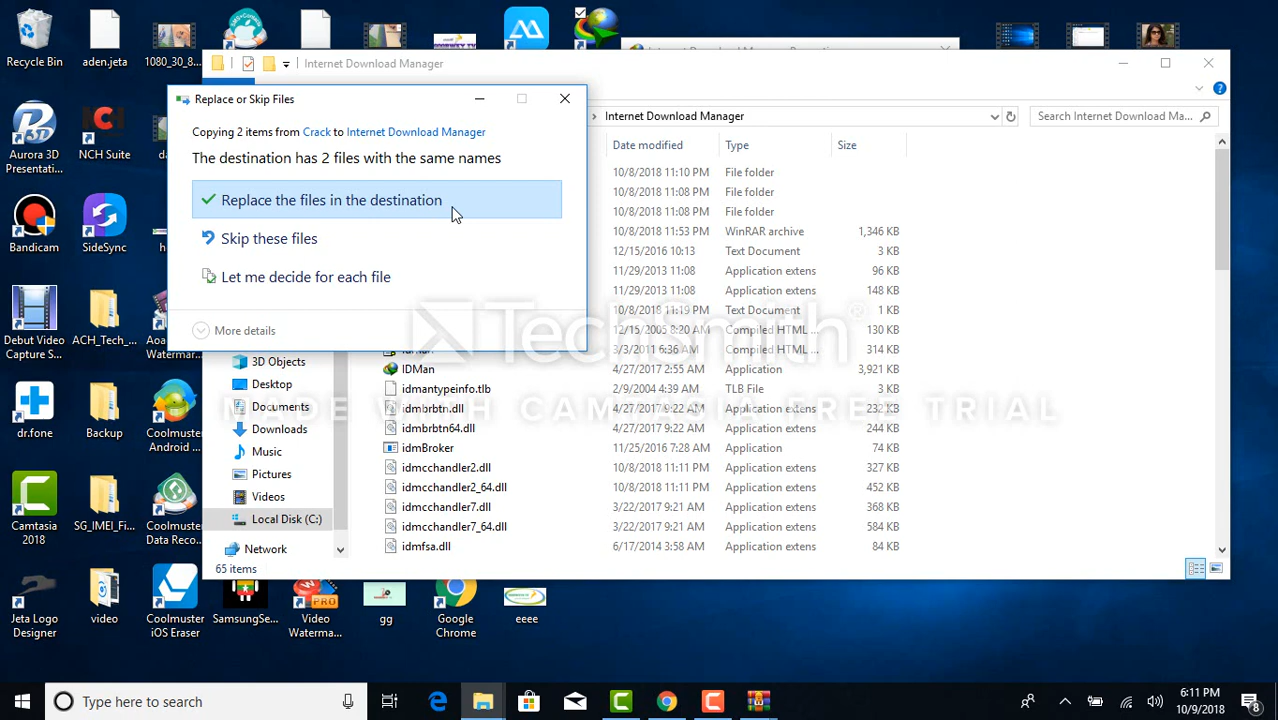 Recycle Bin
aden.jeta
1080_30_8...
Internet Download Manager
Replace or Skip Files
Copying 2 items from Crack to Internet Download Manager
The destination has 2 files with the same names
Replace the files in the destination
Skip these files
Let me decide for each file
More details
Internet Download Manager
Search Internet Download Ma...
Date modified
Type
Size
10/8/2018 11:10 PM
File folder
10/8/2018 11:08 PM
File folder
10/8/2018 11:08 PM
File folder
10/8/2018 11:53 PM
WinRAR archive
1,346 KB
12/15/2016 10:13
Text Document
3 KB
11/29/2013 11:08
Application extens
96 KB
11/29/2013 11:08
Application extens
148 KB
10/8/2018 11:19 PM
Text Document
1 KB
12/15/2005 8:20 AM
Compiled HTML ...
130 KB
3/3/2011 6:36 AM
Compiled HTML ...
314 KB
IDMan
4/27/2017 2:55 AM
Application
3,921 KB
idmantypeinfo.tlb
2/9/2004 4:39 AM
TLB File
3 KB
idmbrbtn.dll
4/27/2017 9:22 AM
Application extens
232 KB
idmbrbtn64.dll
4/27/2017 9:22 AM
Application extens
244 KB
idmBroker
11/25/2016 7:28 AM
Application
74 KB
idmcchandler2.dll
10/8/2018 11:11 PM
Application extens
327 KB
idmcchandler2_64.dll
10/8/2018 11:11 PM
Application extens
452 KB
idmcchandler7.dll
3/22/2017 9:21 AM
Application extens
368 KB
idmcchandler7_64.dll
3/22/2017 9:21 AM
Application extens
584 KB
idmfsa.dll
6/17/2014 3:58 AM
Application extens
84 KB
3D Objects
Desktop
Documents
Downloads
Music
Pictures
Videos
Local Disk (C:)
Network
65 items
TechSmith
MADE WITH CAMTASIA FREE TRIAL
Aurora 3D
Presentati...
NCH Suite
Bandicam
SideSync
Debut Video
Capture S...
ACH_Tech_...
dr.fone
Backup
Coolmuster
Android ...
Camtasia
2018
SG_IMEI_Fi...
Coolmuster
Data Reco...
Jeta Logo
Designer
video
Coolmuster
iOS Eraser
SamsungSe...
Video
Waterma...
PRO
gg
Google
Chrome
eeee
Type here to search
6:11 PM
10/9/2018
8